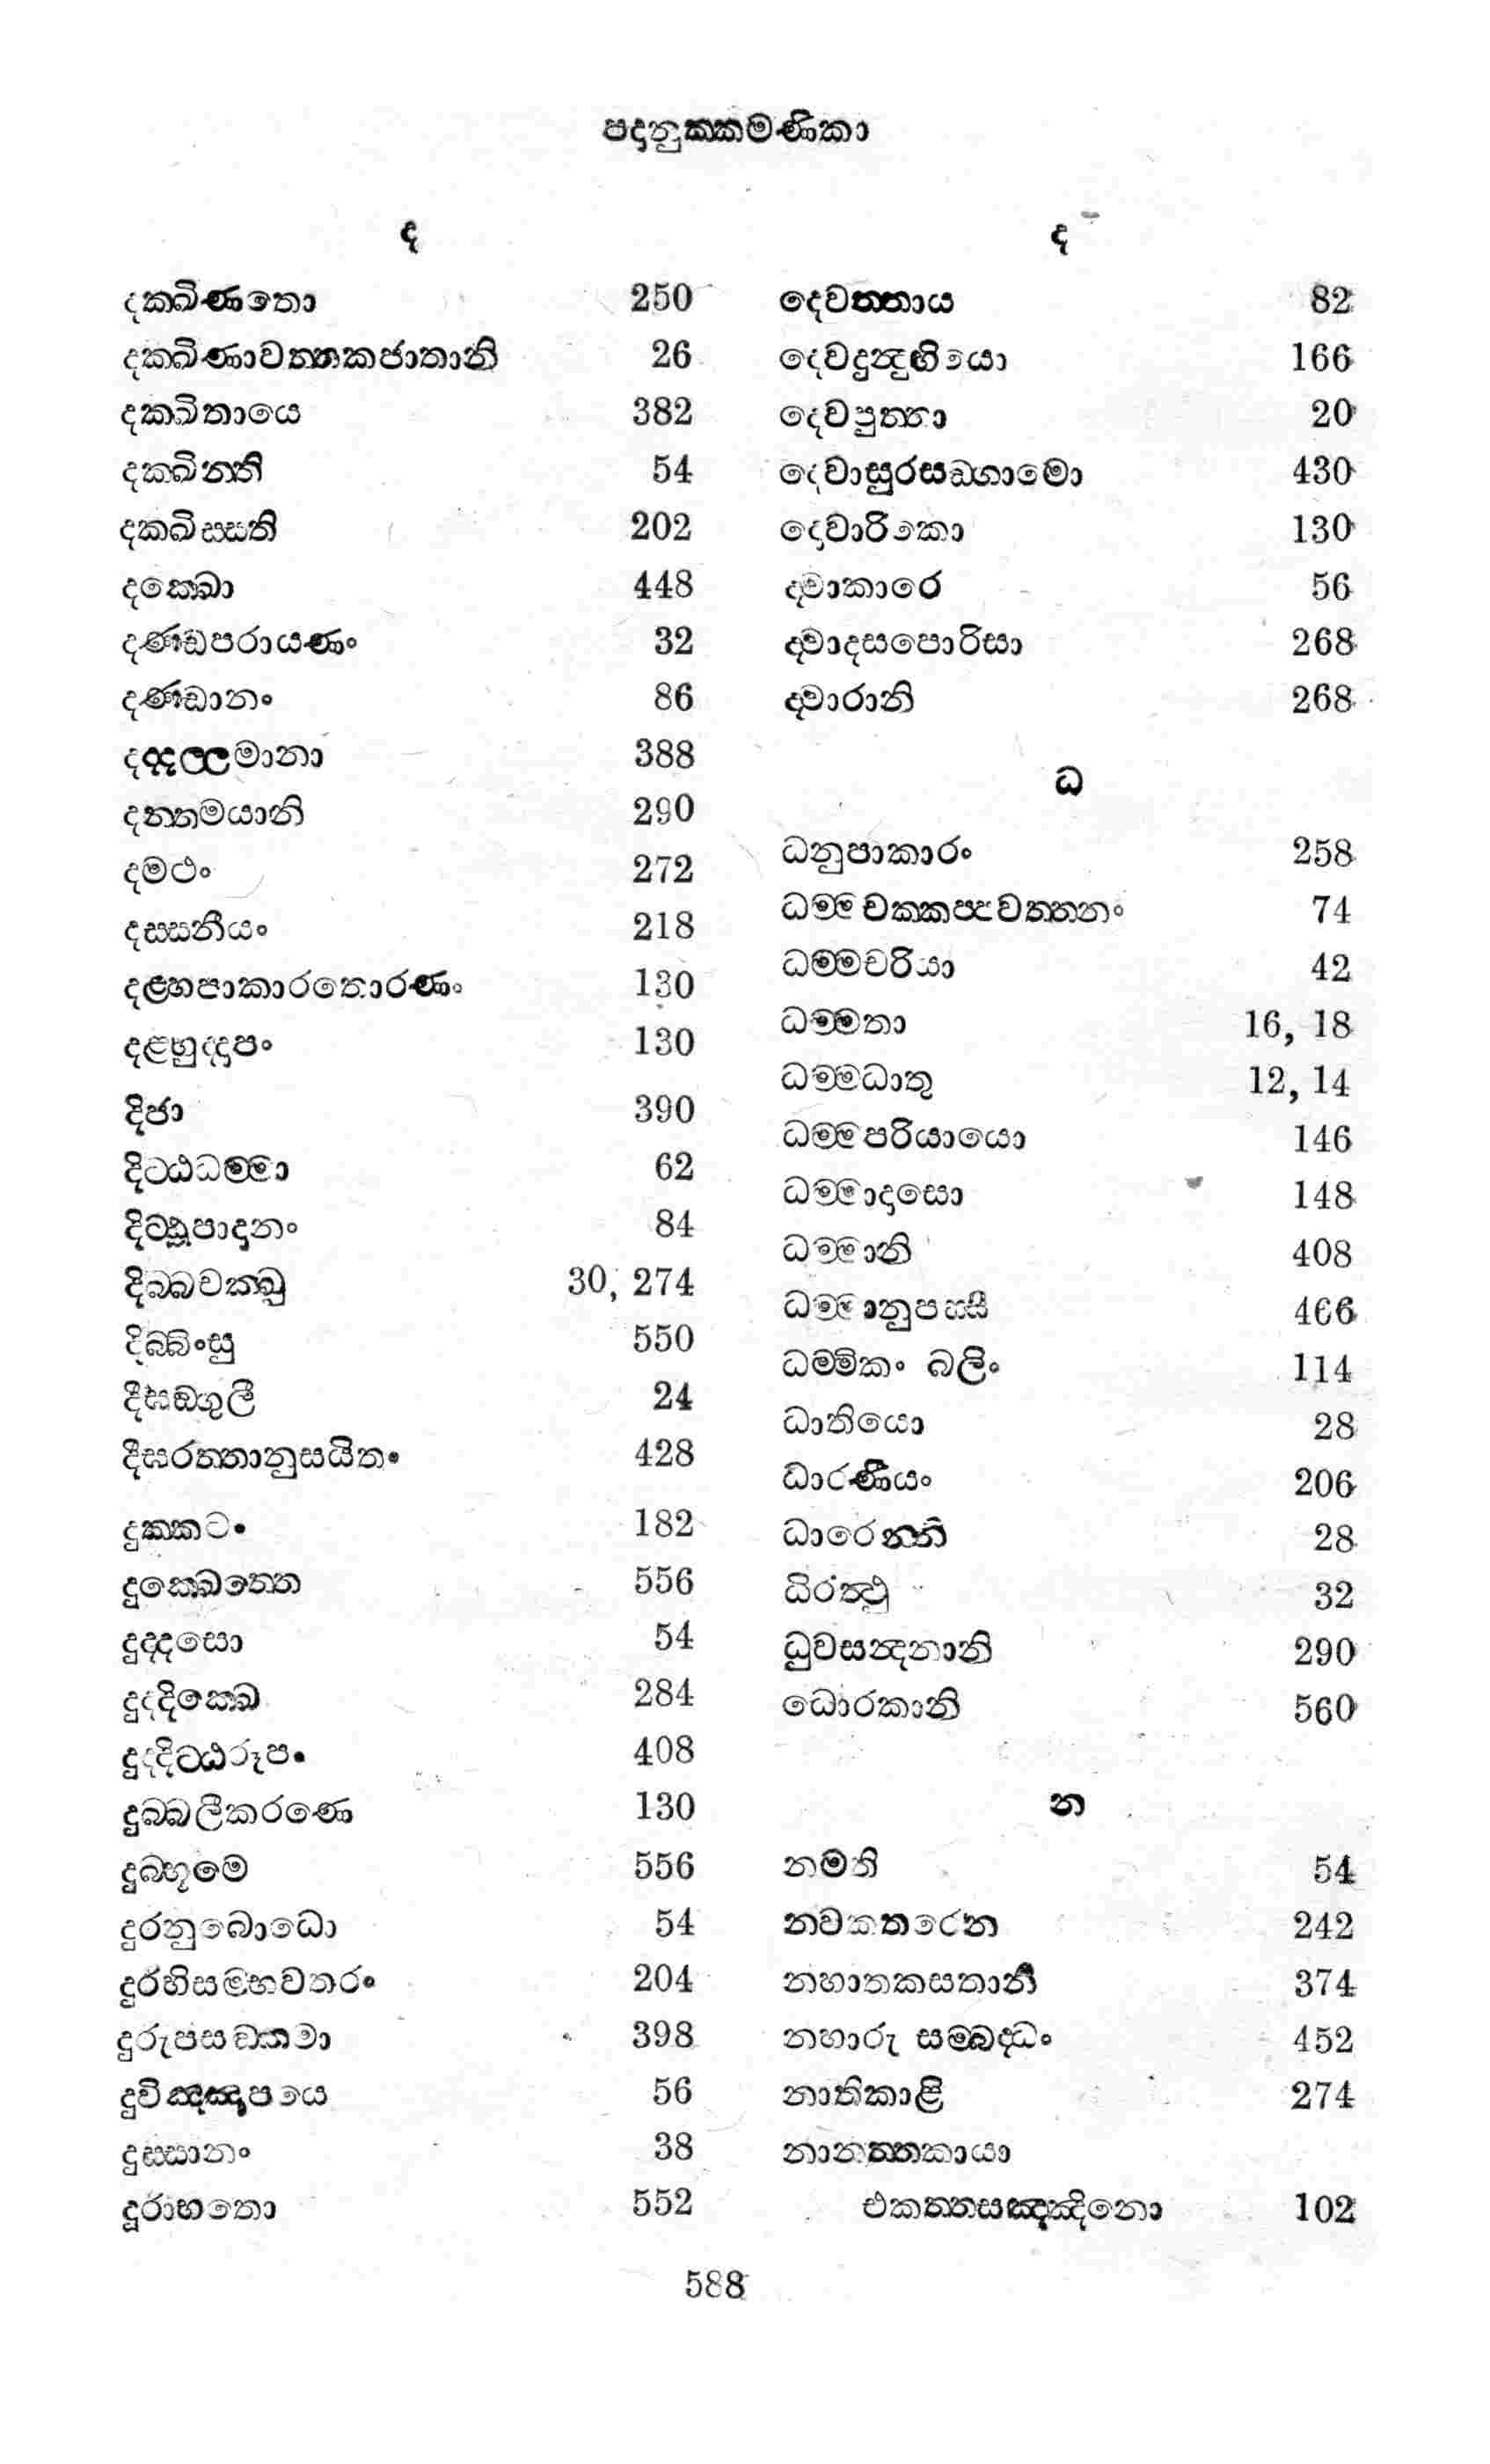 පදානුක්කමණිකා
ද
දක්ඛිණතො 250
දක්ඛිණාවත්තකජාතානි 26
දක්ඛිතායෙ 382
දක්ඛින්ති 54
දක්ඛිස්සති 202
දක්ඛො 448
දණ්ඩපරායණං 32
දණ්ඩානං 86
දද්දල්ලමානා 388
දන්තමයානි 290
දමථං 272
දස්සනීයං 218
දළ්හපාකාරතොරණං 130
දළ්හුද්දාපං 130
දිජා 390
දිට්ඨධම්මා 62
දිට්ඨූපාදානං 84
දිබ්බචක්ඛු 30, 274
දිබ්බිංසු 550
දීඝඞ්ගුලී 24
දීඝරත්තානුසයිතං 428
දුක්කටං 182
දුක්ඛෙත්තෙ 556
දුද්දසො 54
දුද්දික්ඛෙ 284
දුද්දිට්ඨරූපං 408
දුබ්බලීකරණෙ 130
දුබ්භූමෙ 556
දුරනුබොධො 54
දුරභිසම්භවතරං 204
දුරුපසඞ්කමා 398
දුවිඤ්ඤාපයෙ 56
දුස්සානං 38
දූරාභතො 552
ද
දෙවත්තාය 82
දෙවදුන්දුභියො 166
දෙවපුත්තා 20
දෙවාසුරසඞ්ගාමො 430
දොවාරිකො 130
ද්වාකාරෙ 56
ද්වාදසපොරිසා 268
ද්වාරානි 268
ධ
ධනුපාකාරං 258
ධම්මචක්කප්පවත්තනං 74
ධම්මචරියා 42
ධම්මතා 16, 18
ධම්මධාතු 12, 14
ධම්මපරියායො 146
ධම්මාදාසො 148
ධම්මානි 408
ධම්මානුපස්සී 466
ධම්මිකං බලිං 114
ධාතියො 28
ධාරණීයං 206
ධාරෙන්ති 28
ධිරත්ථු 32
ධුවසන්දනානි 290
ධොරකානි 560
න
නමති 54
නවකතරෙන 242
නහාතකසතානි 374
නහාරු සම්බද්ධං 452
නාතිකාළි 274
නානත්තකායා
එකත්තසඤ්ඤිනො 102
588